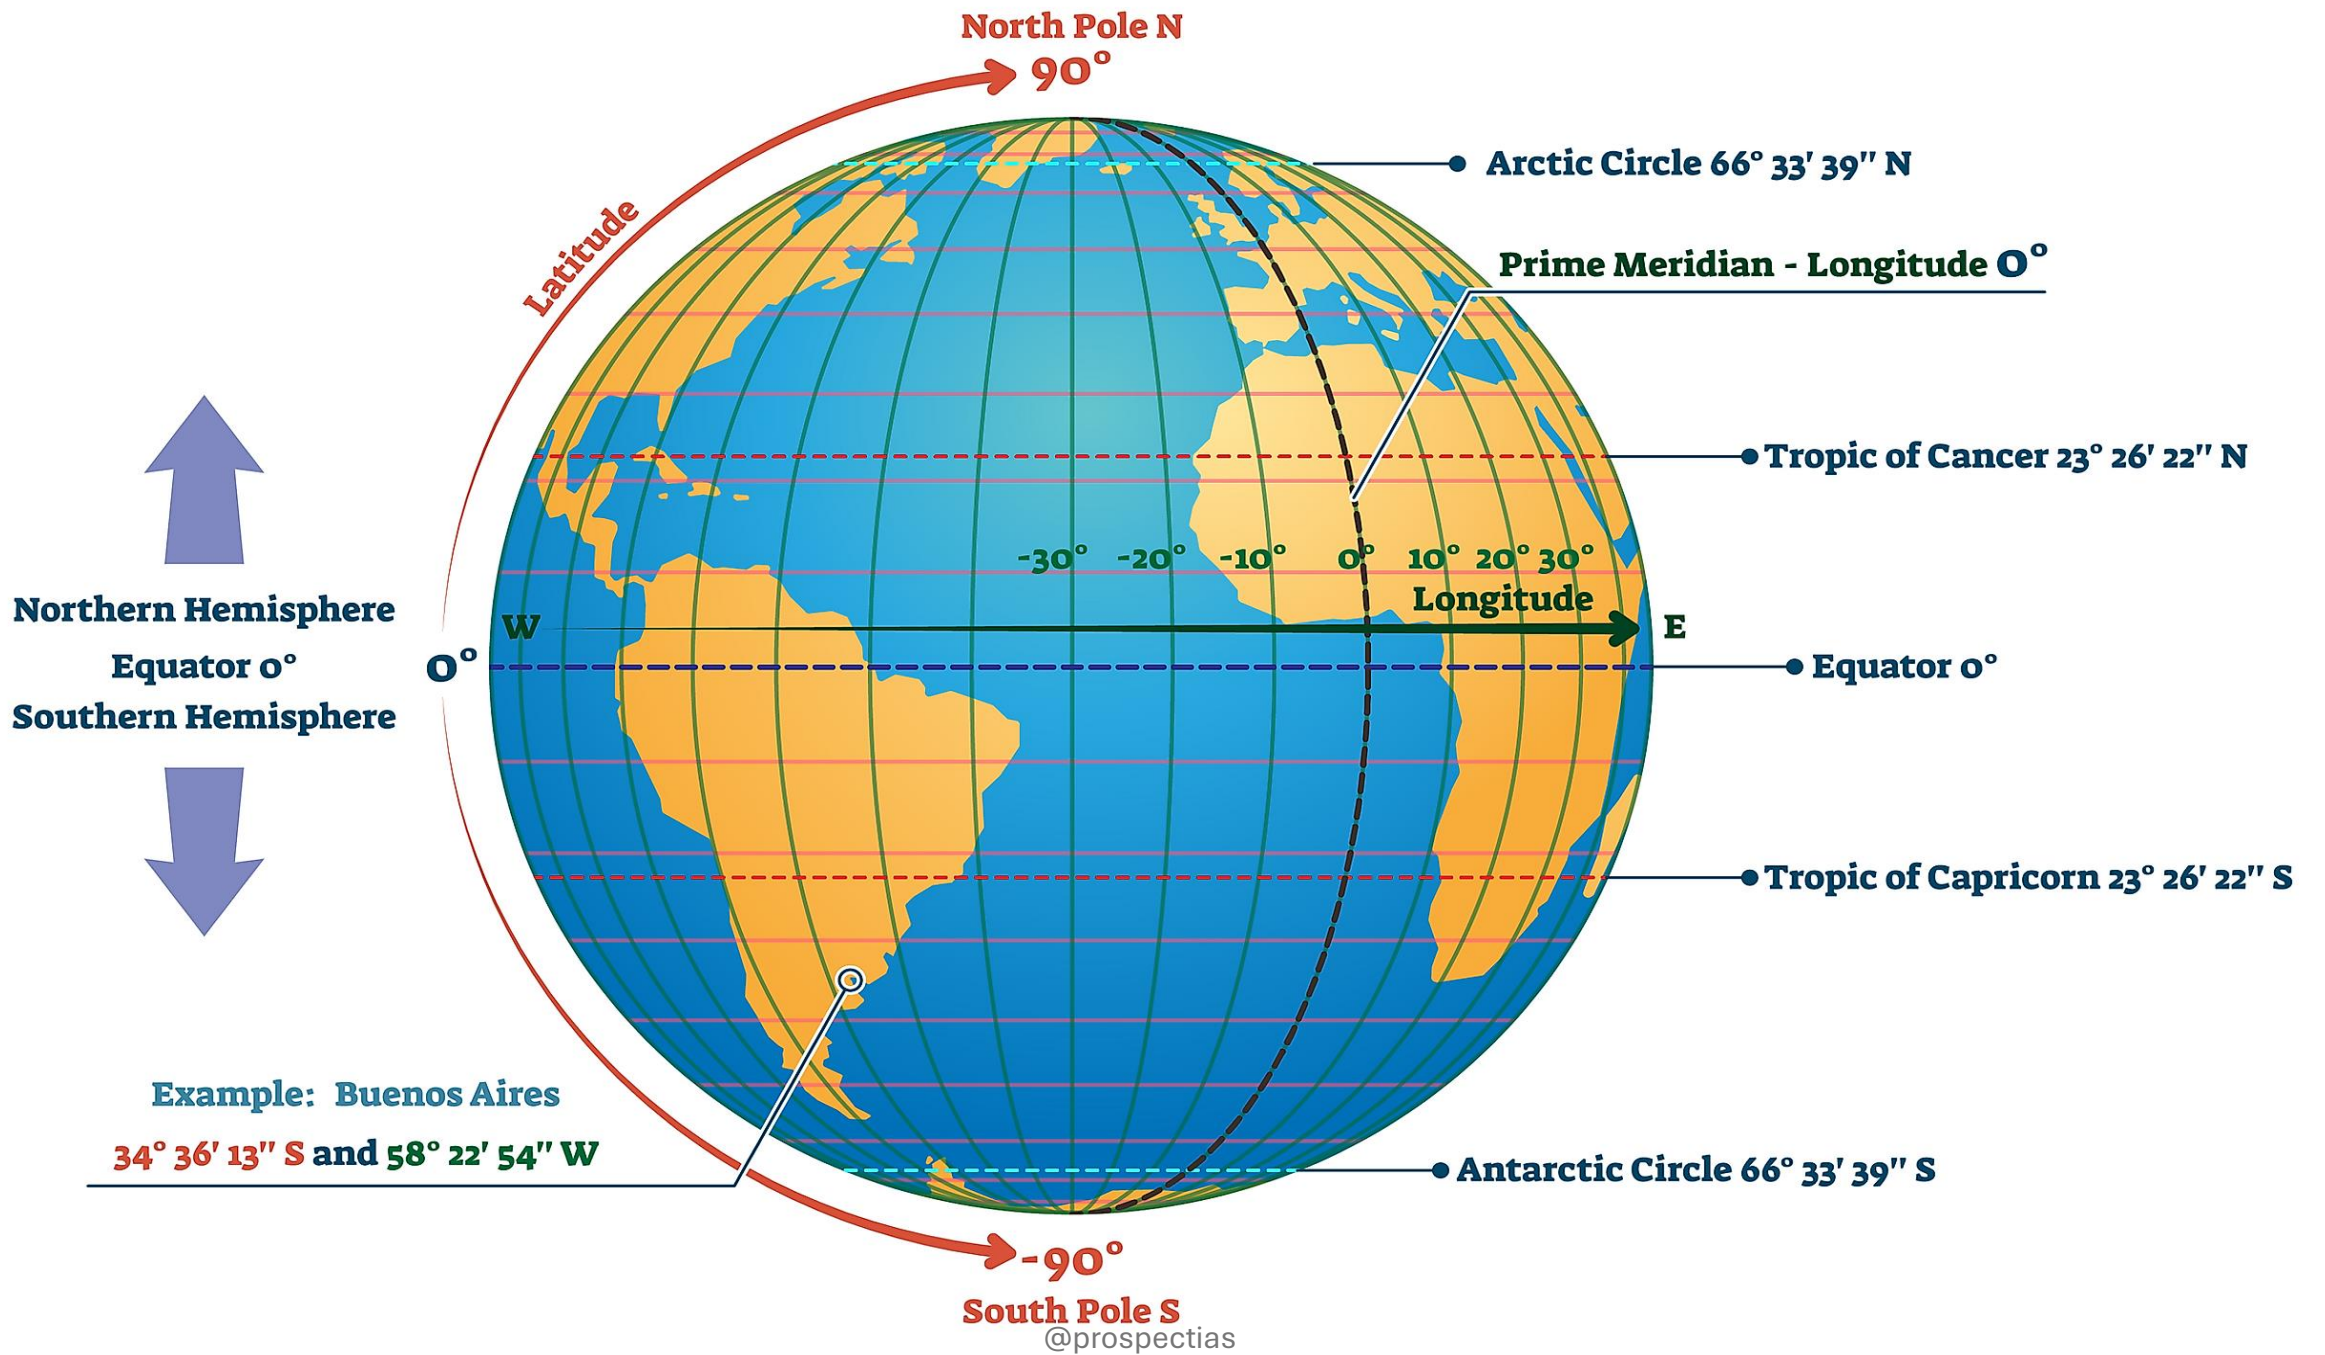 North Pole N
90°
Arctic Circle 66° 33′ 39″ N
Latitude
Prime Meridian - Longitude 0°
Tropic of Cancer 23° 26′ 22″ N
-30° -20° -10° 0° 10° 20° 30°
Longitude
W
E
Northern Hemisphere
Equator 0°
Southern Hemisphere
0°
Equator 0°
Tropic of Capricorn 23° 26′ 22″ S
Example: Buenos Aires
34° 36′ 13″ S and 58° 22′ 54″ W
Antarctic Circle 66° 33′ 39″ S
-90°
South Pole S
@prospectias